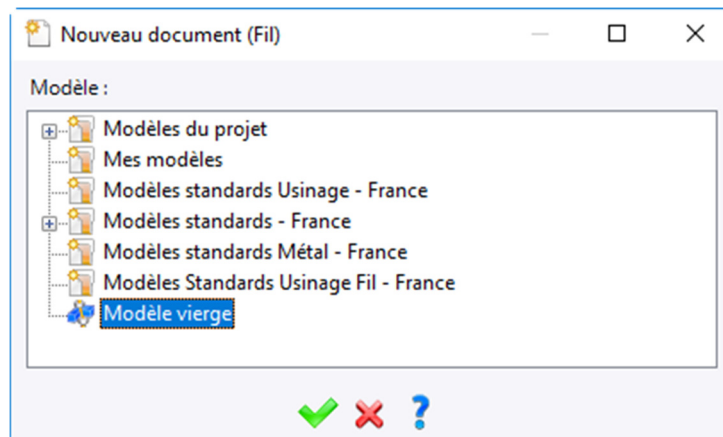 Nouveau document (Fil)
Modèle :
Modèles du projet
Mes modèles
Modèles standards Usinage - France
Modèles standards - France
Modèles standards Métal - France
Modèles Standards Usinage Fil - France
Modèle vierge